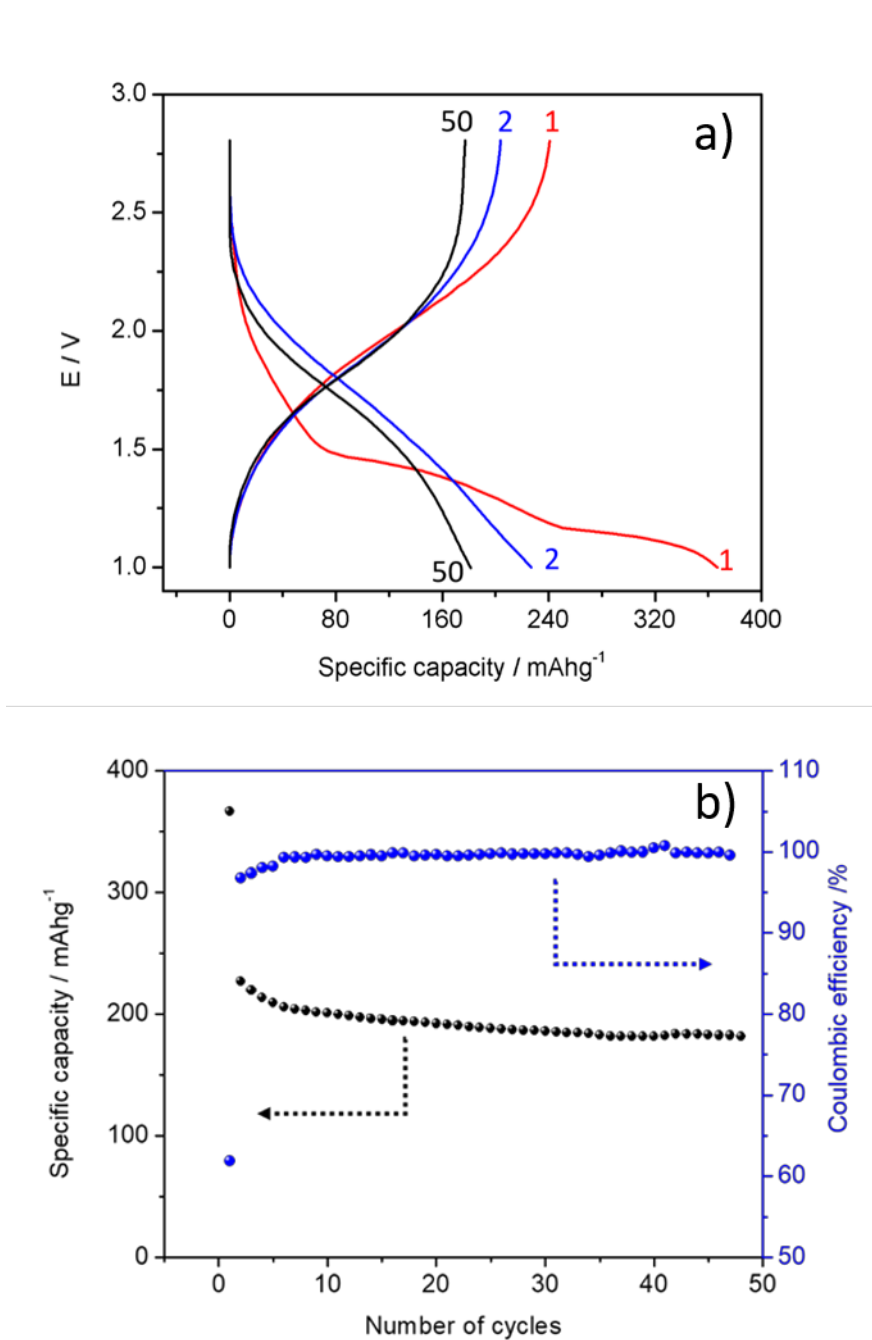 a)
50 2 1
3.0
2.5
2.0
1.5
1.0
E / V
50 2 1
0 80 160 240 320 400
Specific capacity / mAhg⁻¹
b)
400
300
200
100
0
Specific capacity / mAhg⁻¹
110
100
90
80
70
60
50
Coulombic efficiency /%
0 10 20 30 40 50
Number of cycles